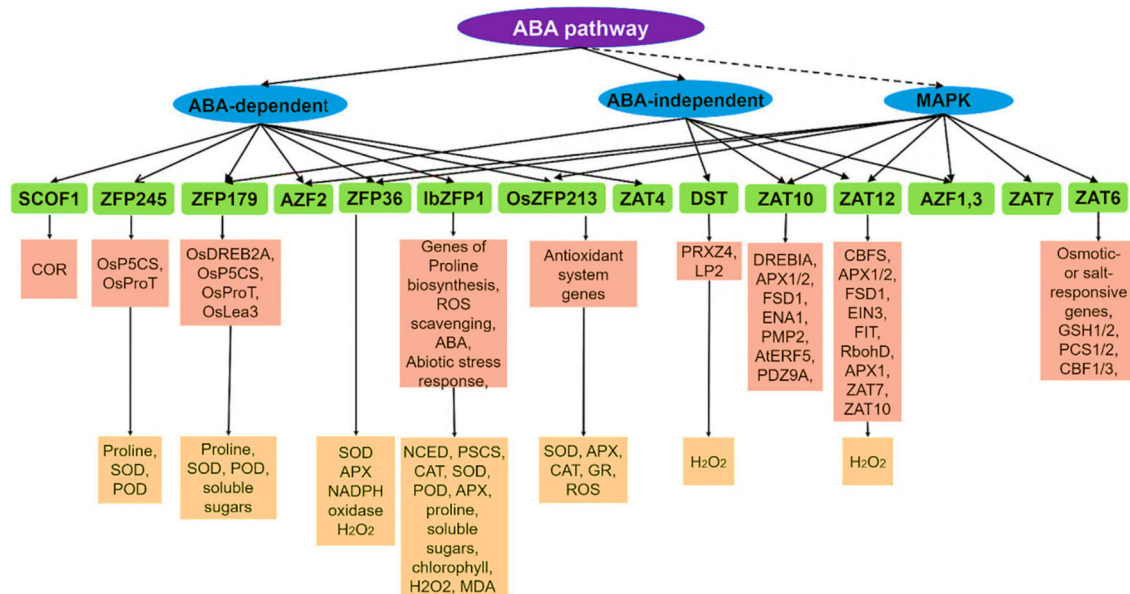 ABA pathway
ABA-dependent
ABA-independent
MAPK
SCOF1
ZFP245
ZFP179
AZF2
ZFP36
IbZFP1
OsZFP213
ZAT4
DST
ZAT10
ZAT12
AZF1,3
ZAT7
ZAT6
COR
OsP5CS,
OsProT
OsDREB2A,
OsP5CS,
OsProT,
OsLea3
Genes of
Proline
biosynthesis,
ROS
scavenging,
ABA,
Abiotic stress
response,
Antioxidant
system
genes
PRXZ4,
LP2
DREBIA,
APX1/2,
FSD1,
ENA1,
PMP2,
AtERF5,
PDZ9A,
CBFS,
APX1/2,
FSD1,
EIN3,
FIT,
RbohD,
APX1,
ZAT7,
ZAT10
Osmotic-
or salt-
responsive
genes,
GSH1/2,
PCS1/2,
CBF1/3,
Proline,
SOD,
POD
Proline,
SOD, POD,
soluble
sugars
SOD
APX
NADPH
oxidase
H₂O₂
NCED, PSCS,
CAT, SOD,
POD, APX,
proline,
soluble
sugars,
chlorophyll,
H2O2, MDA
SOD, APX,
CAT, GR,
ROS
H₂O₂
H₂O₂